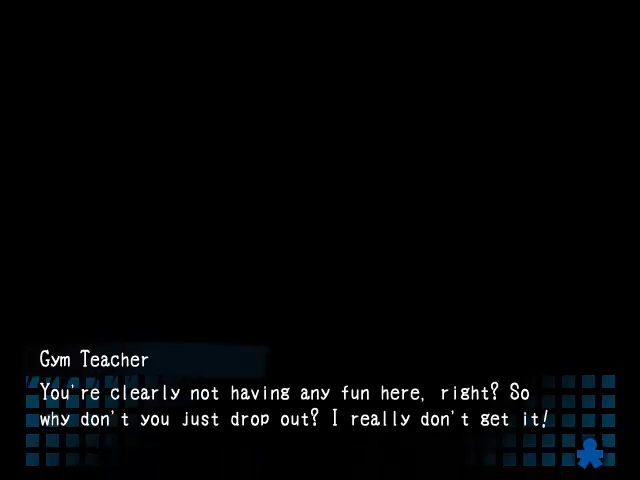 Gym Teacher
You're clearly not having any fun here, right? So
why don't you just drop out? I really don't get it!